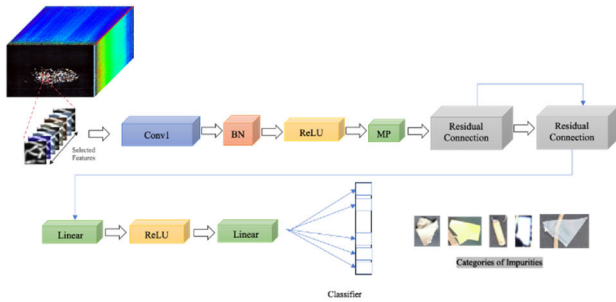 Selected
Features
Conv1
BN
ReLU
MP
Residual
Connection
Residual
Connection
Linear
ReLU
Linear
Classifier
Categories of Impurities